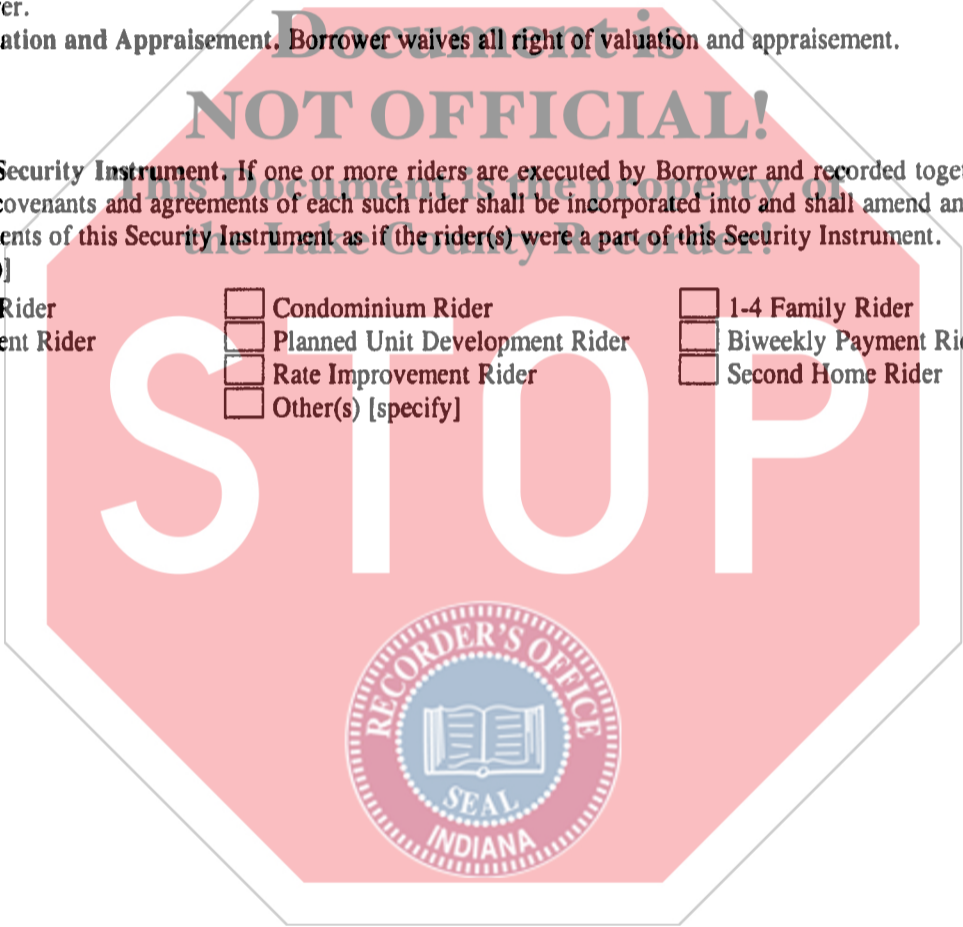 er.
Document is
ation and Appraisement. Borrower waives all right of valuation and appraisement.
NOT OFFICIAL!
Security Instrument. If one or more riders are executed by Borrower and recorded toge
This Document is the property of
covenants and agreements of each such rider shall be incorporated into and shall amend an
ents of this Security Instrument as if the rider(s) were a part of this Security Instrument.
the Lake County Recorder!
)]
Rider Condominium Rider 1-4 Family Rider
ent Rider Planned Unit Development Rider Biweekly Payment Ri
Rate Improvement Rider Second Home Rider
Other(s) [specify]
STOP
RECORDER'S OFFICE
SEAL
INDIANA